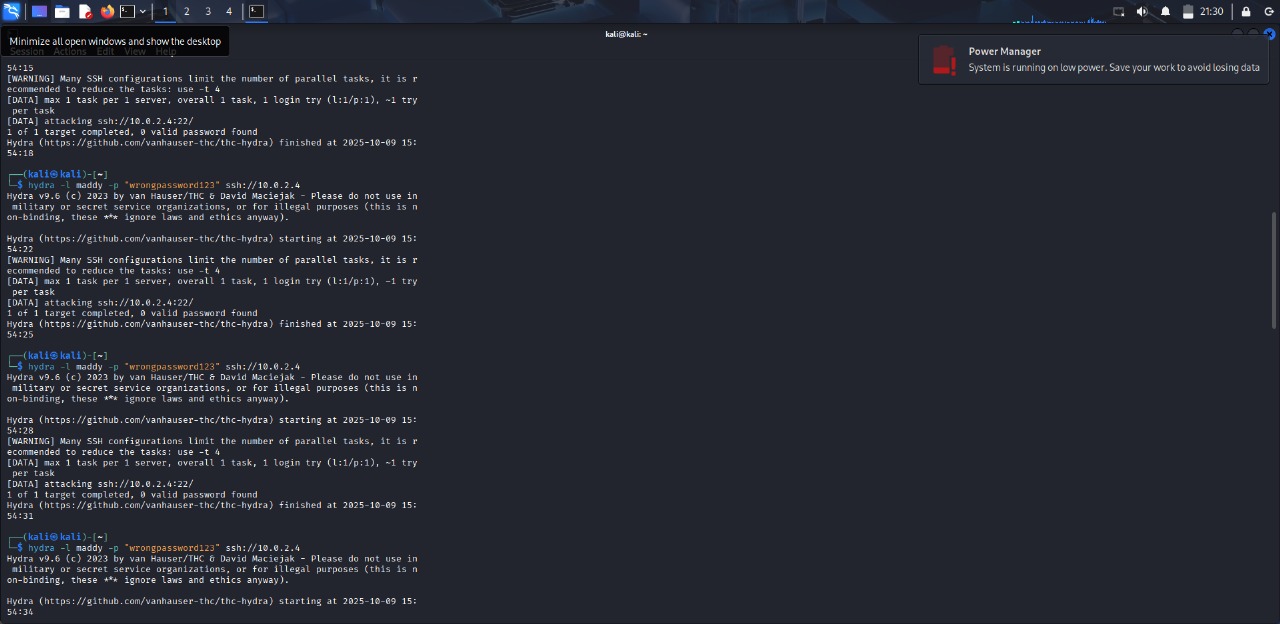 1 2 3 4
21:30
Minimize all open windows and show the desktop
Session Actions Edit View Help
kali@kali: ~
Power Manager
System is running on low power. Save your work to avoid losing data
54:15
[WARNING] Many SSH configurations limit the number of parallel tasks, it is r
ecommended to reduce the tasks: use -t 4
[DATA] max 1 task per 1 server, overall 1 task, 1 login try (l:1/p:1), ~1 try
 per task
[DATA] attacking ssh://10.0.2.4:22/
1 of 1 target completed, 0 valid password found
Hydra (https://github.com/vanhauser-thc/thc-hydra) finished at 2025-10-09 15:
54:18
┌──(kali㉿kali)-[~]
└─$ hydra -l maddy -p "wrongpassword123" ssh://10.0.2.4
Hydra v9.6 (c) 2023 by van Hauser/THC & David Maciejak - Please do not use in
 military or secret service organizations, or for illegal purposes (this is n
on-binding, these *** ignore laws and ethics anyway).
Hydra (https://github.com/vanhauser-thc/thc-hydra) starting at 2025-10-09 15:
54:22
[WARNING] Many SSH configurations limit the number of parallel tasks, it is r
ecommended to reduce the tasks: use -t 4
[DATA] max 1 task per 1 server, overall 1 task, 1 login try (l:1/p:1), ~1 try
 per task
[DATA] attacking ssh://10.0.2.4:22/
1 of 1 target completed, 0 valid password found
Hydra (https://github.com/vanhauser-thc/thc-hydra) finished at 2025-10-09 15:
54:25
┌──(kali㉿kali)-[~]
└─$ hydra -l maddy -p "wrongpassword123" ssh://10.0.2.4
Hydra v9.6 (c) 2023 by van Hauser/THC & David Maciejak - Please do not use in
 military or secret service organizations, or for illegal purposes (this is n
on-binding, these *** ignore laws and ethics anyway).
Hydra (https://github.com/vanhauser-thc/thc-hydra) starting at 2025-10-09 15:
54:28
[WARNING] Many SSH configurations limit the number of parallel tasks, it is r
ecommended to reduce the tasks: use -t 4
[DATA] max 1 task per 1 server, overall 1 task, 1 login try (l:1/p:1), ~1 try
 per task
[DATA] attacking ssh://10.0.2.4:22/
1 of 1 target completed, 0 valid password found
Hydra (https://github.com/vanhauser-thc/thc-hydra) finished at 2025-10-09 15:
54:31
┌──(kali㉿kali)-[~]
└─$ hydra -l maddy -p "wrongpassword123" ssh://10.0.2.4
Hydra v9.6 (c) 2023 by van Hauser/THC & David Maciejak - Please do not use in
 military or secret service organizations, or for illegal purposes (this is n
on-binding, these *** ignore laws and ethics anyway).
Hydra (https://github.com/vanhauser-thc/thc-hydra) starting at 2025-10-09 15:
54:34